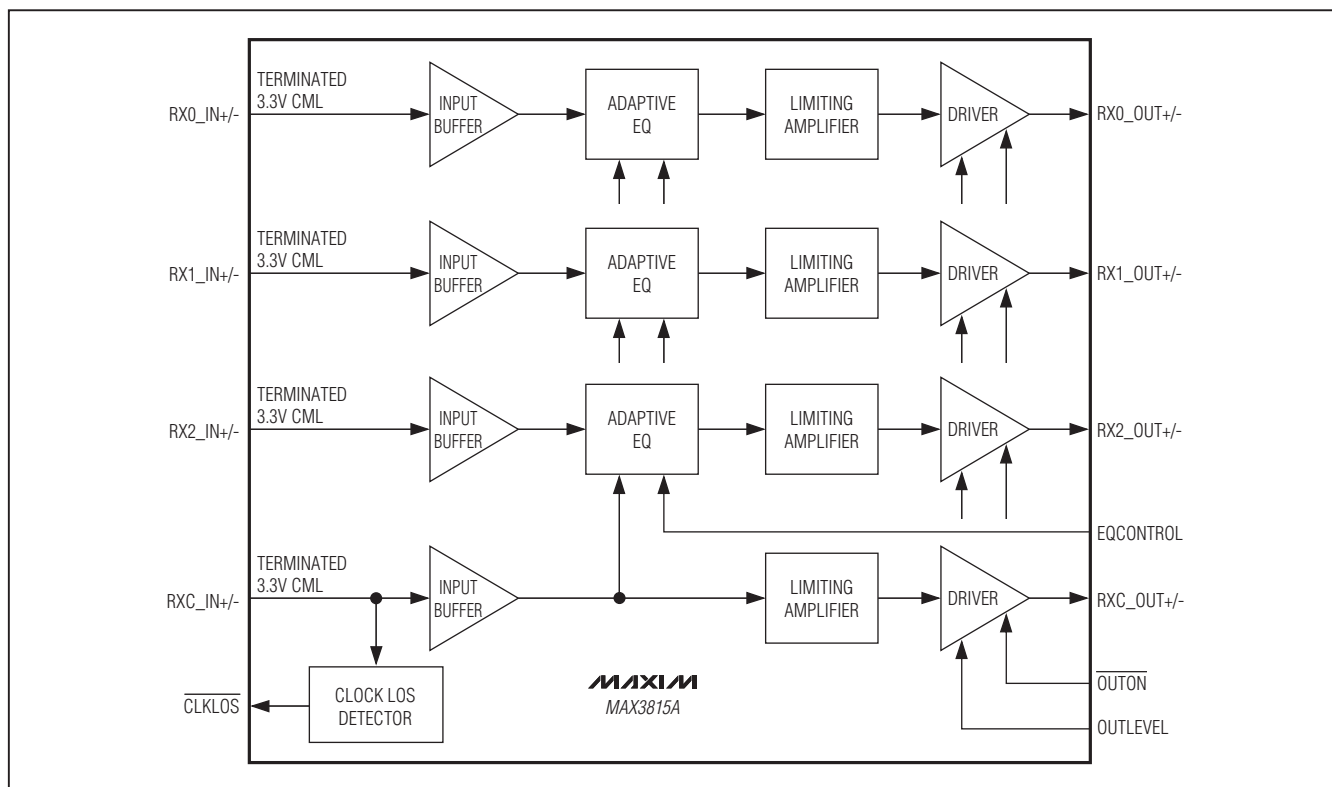 TERMINATED
3.3V CML
RX0_IN+/-
INPUT
BUFFER
ADAPTIVE
EQ
LIMITING
AMPLIFIER
DRIVER
RX0_OUT+/-
TERMINATED
3.3V CML
RX1_IN+/-
INPUT
BUFFER
ADAPTIVE
EQ
LIMITING
AMPLIFIER
DRIVER
RX1_OUT+/-
TERMINATED
3.3V CML
RX2_IN+/-
INPUT
BUFFER
ADAPTIVE
EQ
LIMITING
AMPLIFIER
DRIVER
RX2_OUT+/-
EQCONTROL
TERMINATED
3.3V CML
RXC_IN+/-
INPUT
BUFFER
LIMITING
AMPLIFIER
DRIVER
RXC_OUT+/-
CLKLOS
CLOCK LOS
DETECTOR
MAXIM
MAX3815A
OUTON
OUTLEVEL